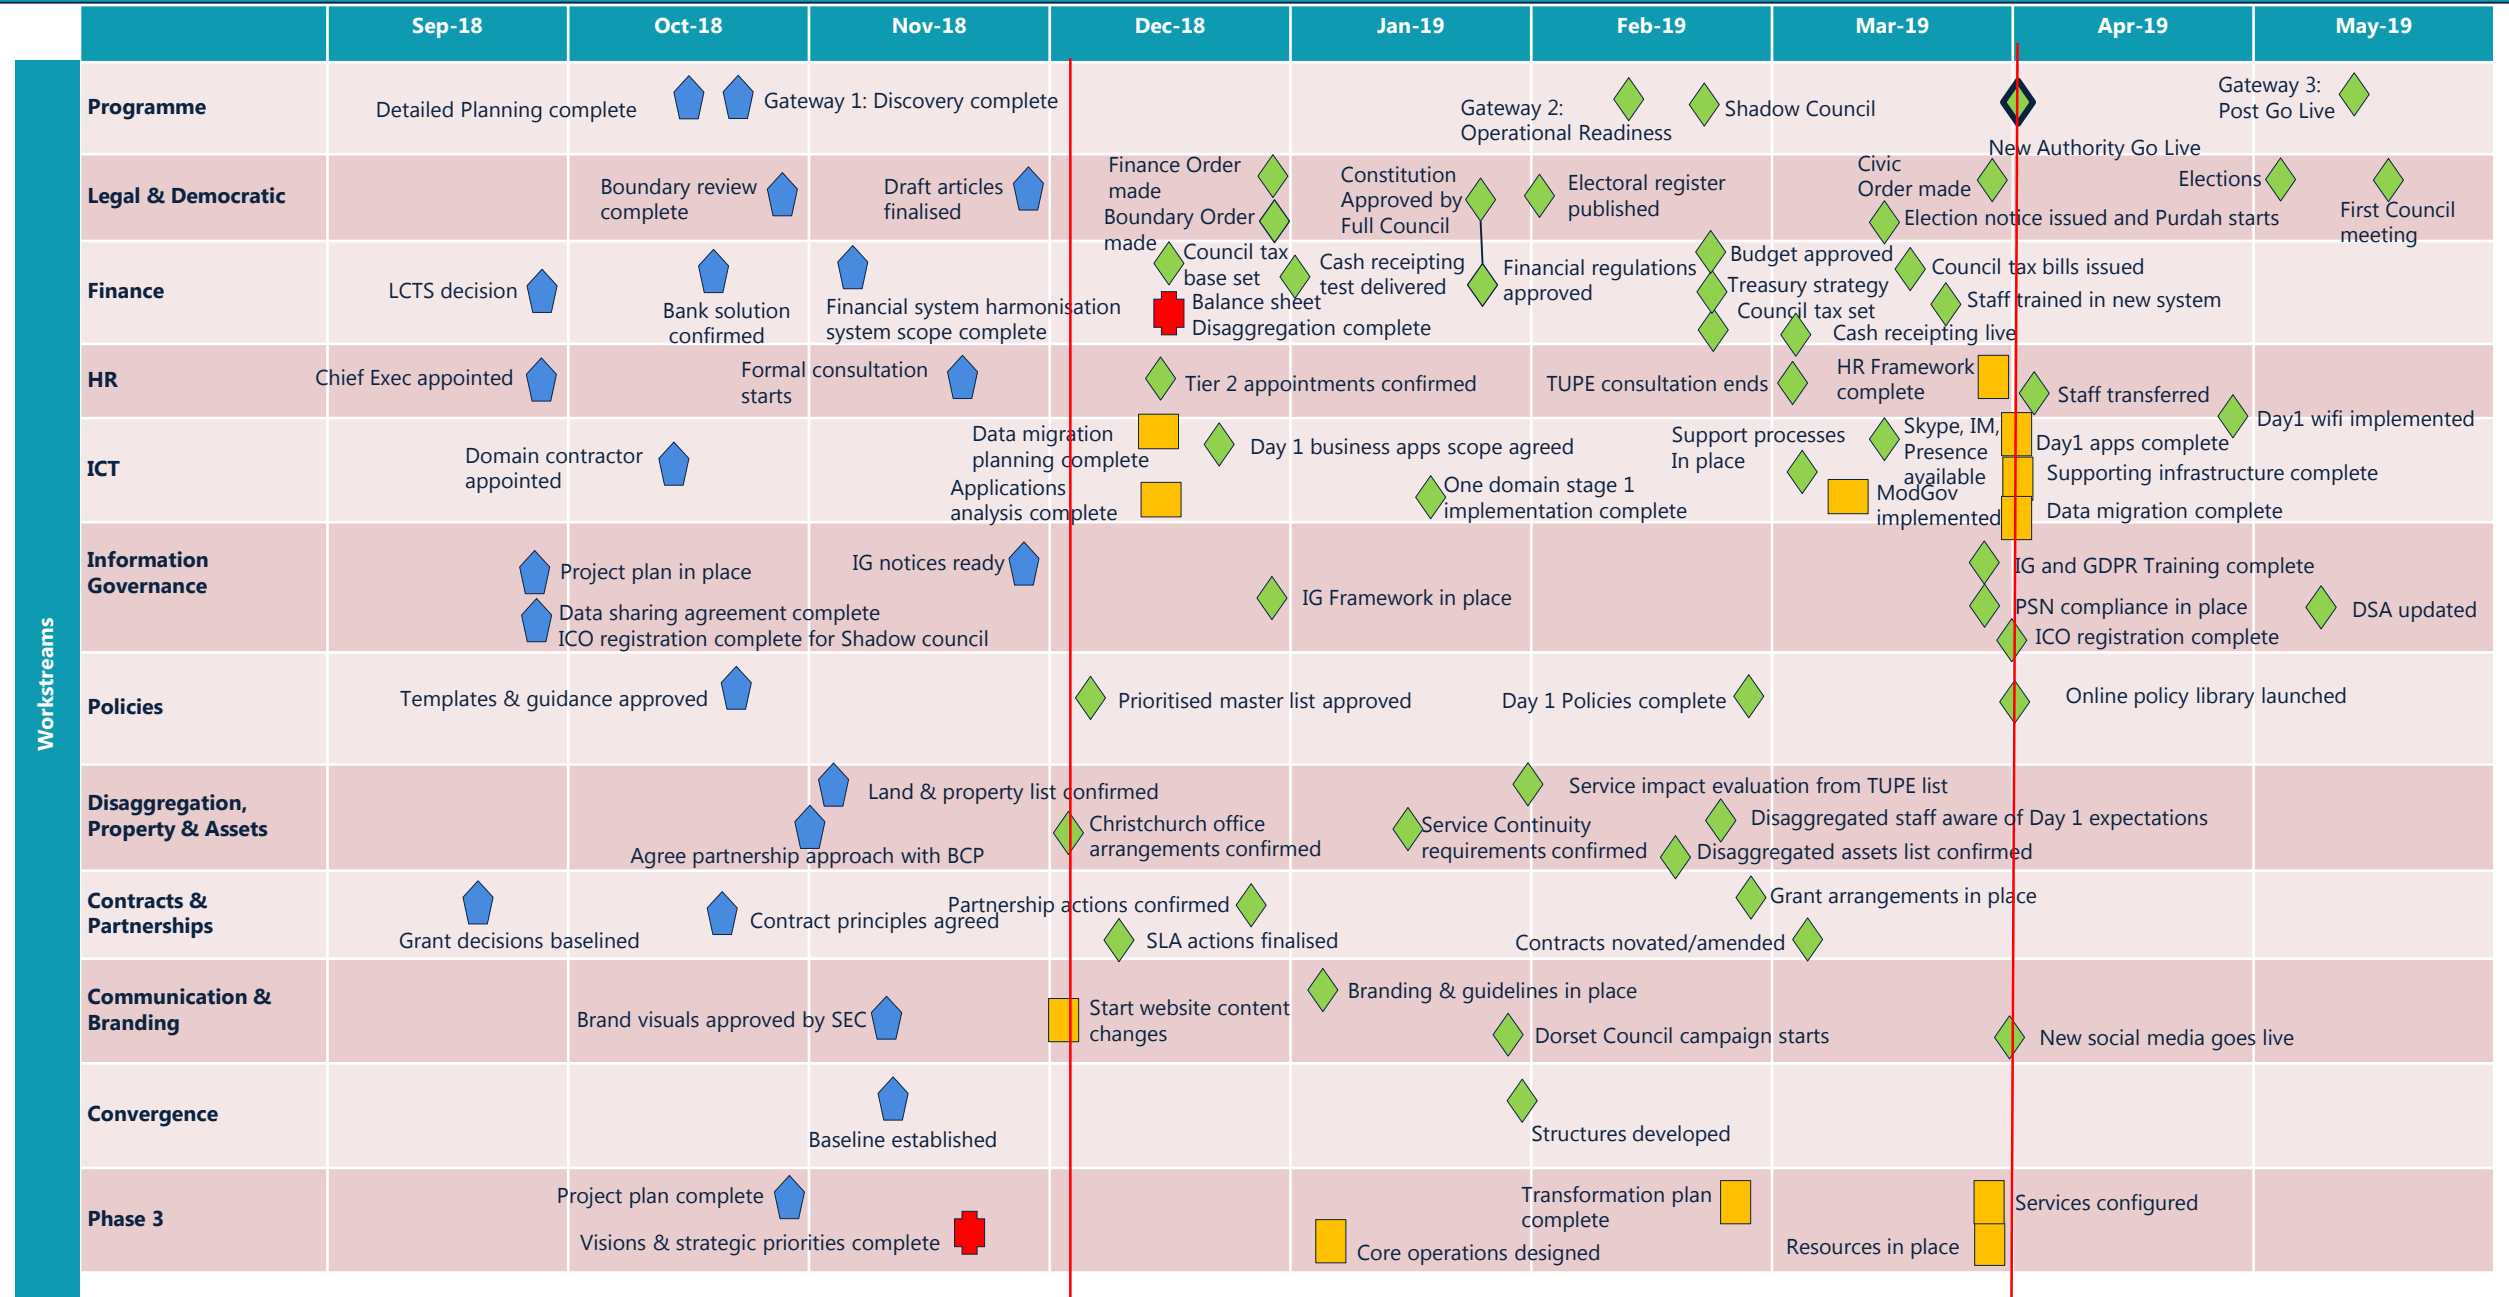 Sep-18
Oct-18
Nov-18
Dec-18
Jan-19
Feb-19
Mar-19
Apr-19
May-19
Workstreams
Programme
Detailed Planning complete
Gateway 1: Discovery complete
Gateway 2:
Operational Readiness
Shadow Council
New Authority Go Live
Gateway 3:
Post Go Live
Legal & Democratic
Boundary review
complete
Draft articles
finalised
Finance Order
made
Boundary Order
made
Constitution
Approved by
Full Council
Electoral register
published
Civic
Order made
Election notice issued and Purdah starts
Elections
First Council
meeting
Finance
LCTS decision
Bank solution
confirmed
Financial system harmonisation
system scope complete
Council tax
base set
Balance sheet
Disaggregation complete
Cash receipting
test delivered
Financial regulations
approved
Budget approved
Treasury strategy
Council tax set
Cash receipting live
Council tax bills issued
Staff trained in new system
HR
Chief Exec appointed
Formal consultation
starts
Tier 2 appointments confirmed
TUPE consultation ends
HR Framework
complete
Staff transferred
ICT
Domain contractor
appointed
Data migration
planning complete
Applications
analysis complete
Day 1 business apps scope agreed
One domain stage 1
implementation complete
Support processes
In place
Skype, IM,
Presence
available
ModGov
implemented
Day1 wifi implemented
Day1 apps complete
Supporting infrastructure complete
Data migration complete
Information
Governance
Project plan in place
Data sharing agreement complete
ICO registration complete for Shadow council
IG notices ready
IG Framework in place
IG and GDPR Training complete
PSN compliance in place
ICO registration complete
DSA updated
Policies
Templates & guidance approved
Prioritised master list approved
Day 1 Policies complete
Online policy library launched
Disaggregation,
Property & Assets
Land & property list confirmed
Agree partnership approach with BCP
Christchurch office
arrangements confirmed
Service Continuity
requirements confirmed
Service impact evaluation from TUPE list
Disaggregated staff aware of Day 1 expectations
Disaggregated assets list confirmed
Contracts &
Partnerships
Grant decisions baselined
Contract principles agreed
Partnership actions confirmed
SLA actions finalised
Grant arrangements in place
Contracts novated/amended
Communication &
Branding
Brand visuals approved by SEC
Start website content
changes
Branding & guidelines in place
Dorset Council campaign starts
New social media goes live
Convergence
Baseline established
Structures developed
Phase 3
Project plan complete
Visions & strategic priorities complete
Core operations designed
Transformation plan
complete
Services configured
Resources in place